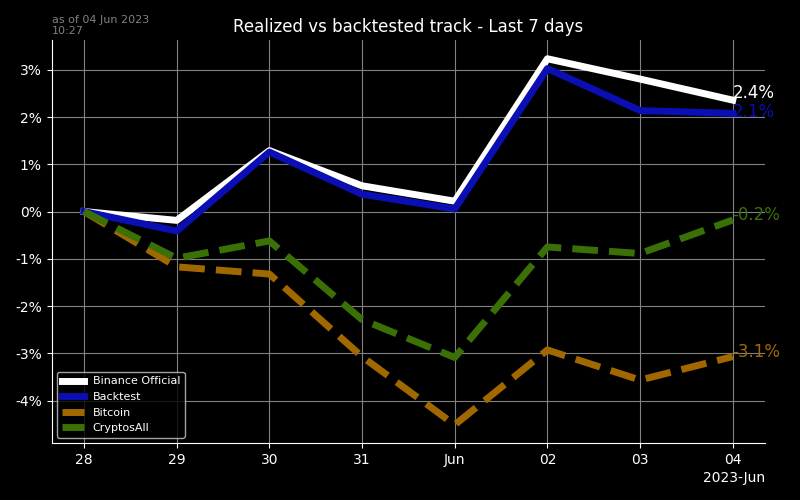 as of 04 Jun 2023
10:27
Realized vs backtested track - Last 7 days
3%
2%
1%
0%
-1%
-2%
-3%
-4%
2.4%
2.1%
-0.2%
-3.1%
Binance Official
Backtest
Bitcoin
CryptosAll
28 29 30 31 Jun 02 03 04
2023-Jun